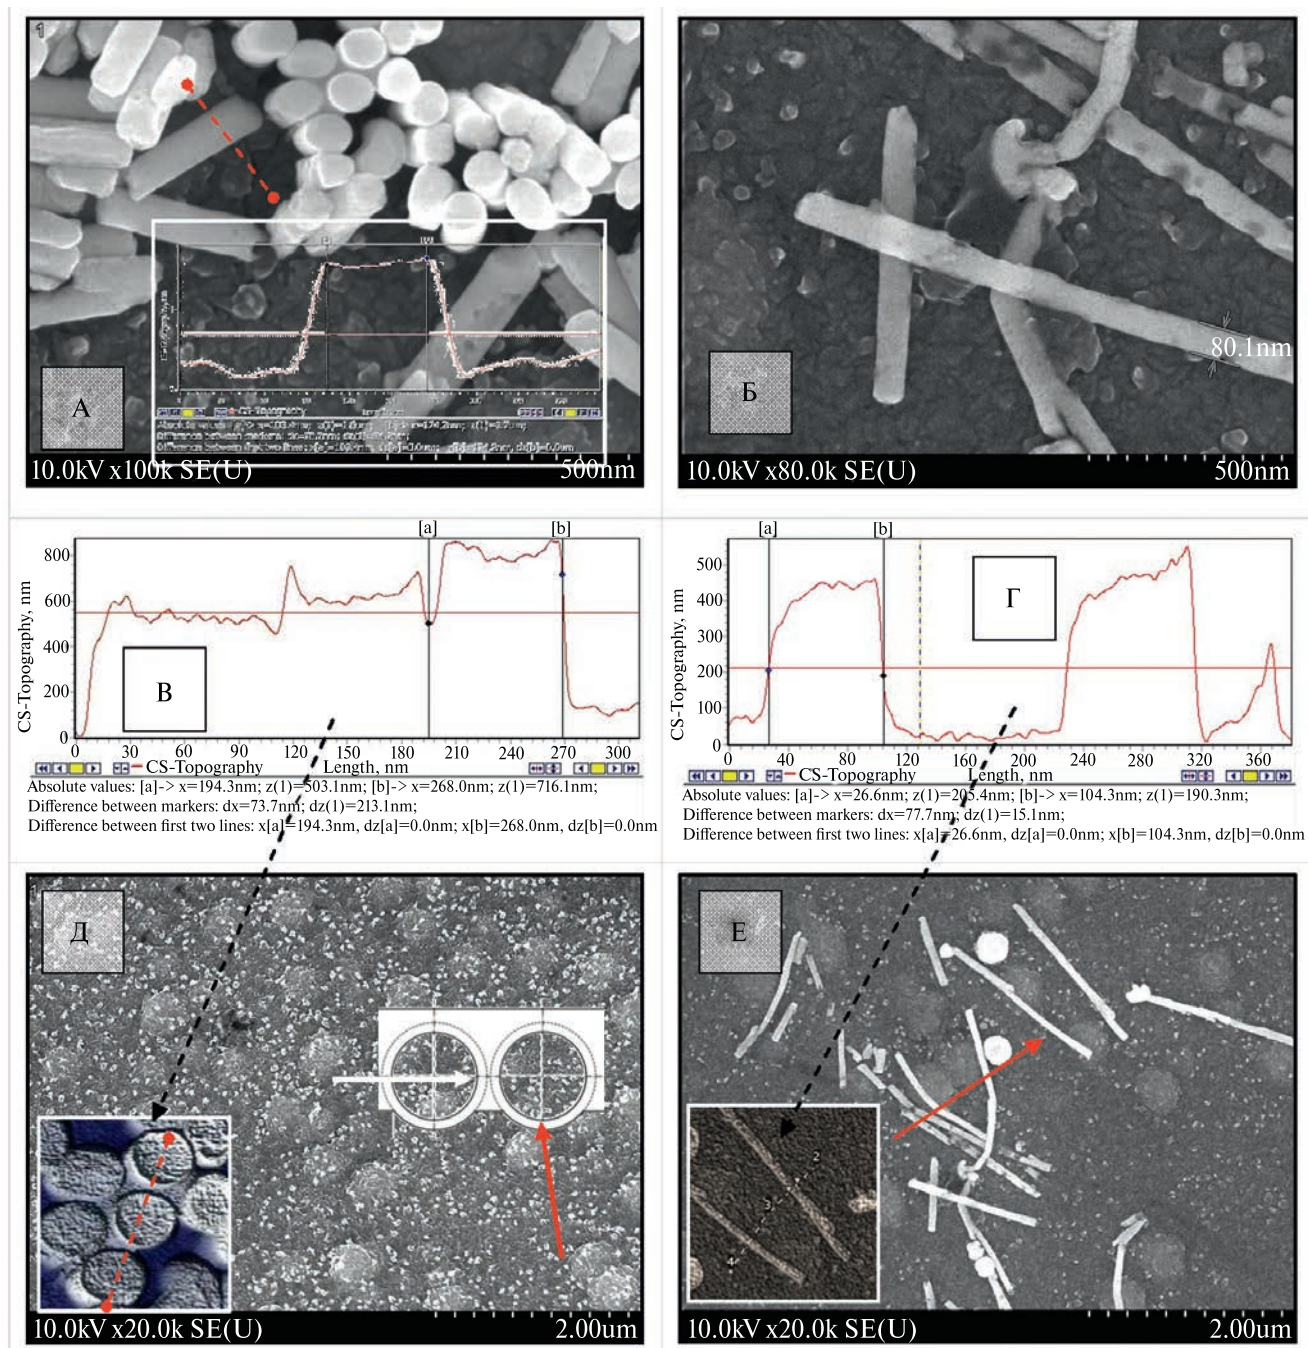 1
А
10.0kV x100k SE(U)
500nm
80.1nm
Б
10.0kV x80.0k SE(U)
500nm
[a]
[b]
CS-Topography, nm
800
600
400
200
0
В
0 30 60 90 120 150 180 210 240 270 300
CS-Topography
Length, nm
Absolute values: [a]-> x=194.3nm; z(1)=503.1nm; [b]-> x=268.0nm; z(1)=716.1nm;
Difference between markers: dx=73.7nm; dz(1)=213.1nm;
Difference between first two lines: x[a]=194.3nm, dz[a]=0.0nm; x[b]=268.0nm, dz[b]=0.0nm
[a]
[b]
CS-Topography, nm
500
400
300
200
100
0
Г
0 40 80 120 160 200 240 280 320 360
CS-Topography
Length, nm
Absolute values: [a]-> x=26.6nm; z(1)=205.4nm; [b]-> x=104.3nm, z(1)=190.3nm;
Difference between markers: dx=77.7nm; dz(1)=15.1nm;
Difference between first two lines: x[a]=26.6nm, dz[a]=0.0nm; x[b]=104.3nm, dz[b]=0.0nm
Д
10.0kV x20.0k SE(U)
2.00um
Е
2
3
4
10.0kV x20.0k SE(U)
2.00um